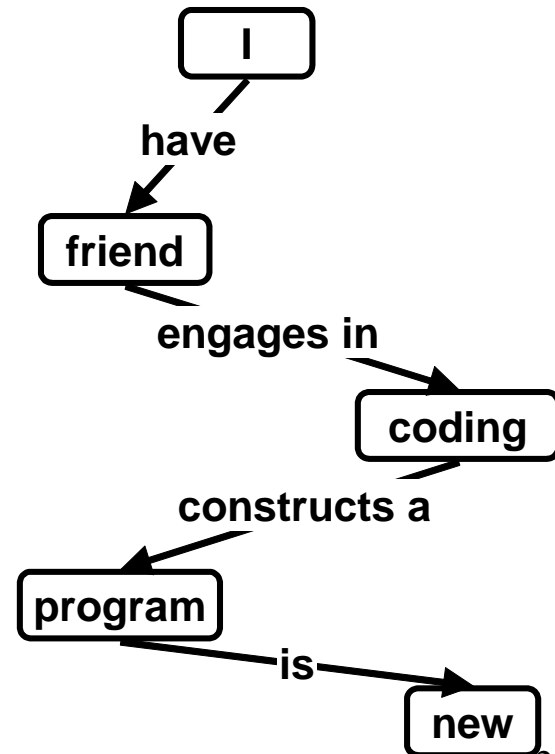 I
have
friend
engages in
coding
constructs a
program
is
new